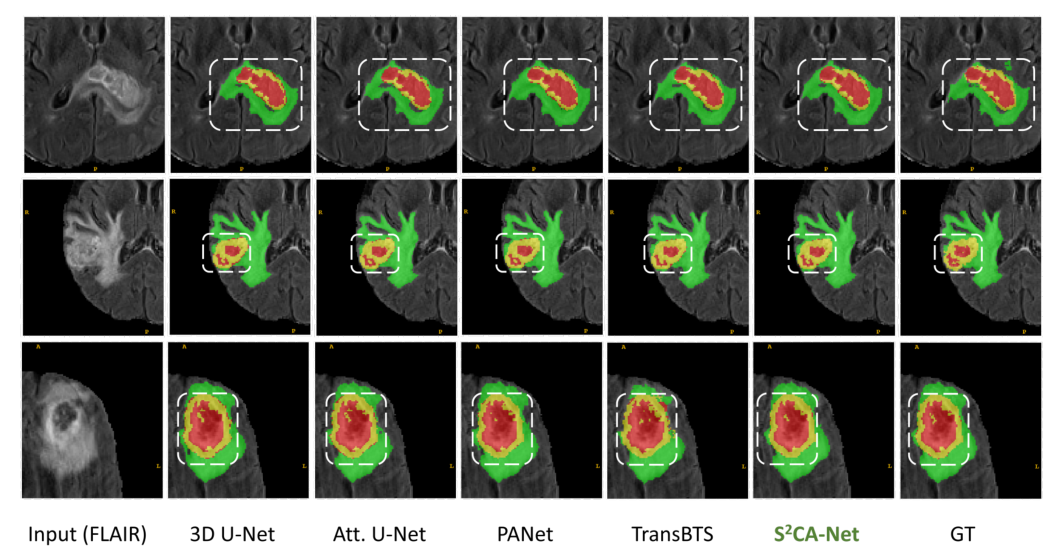 P P P P P P P
R R R R R R R
P P P P P P P
A A A A A A A
L L L L L L L
Input (FLAIR) 3D U-Net Att. U-Net PANet TransBTS S²CA-Net GT